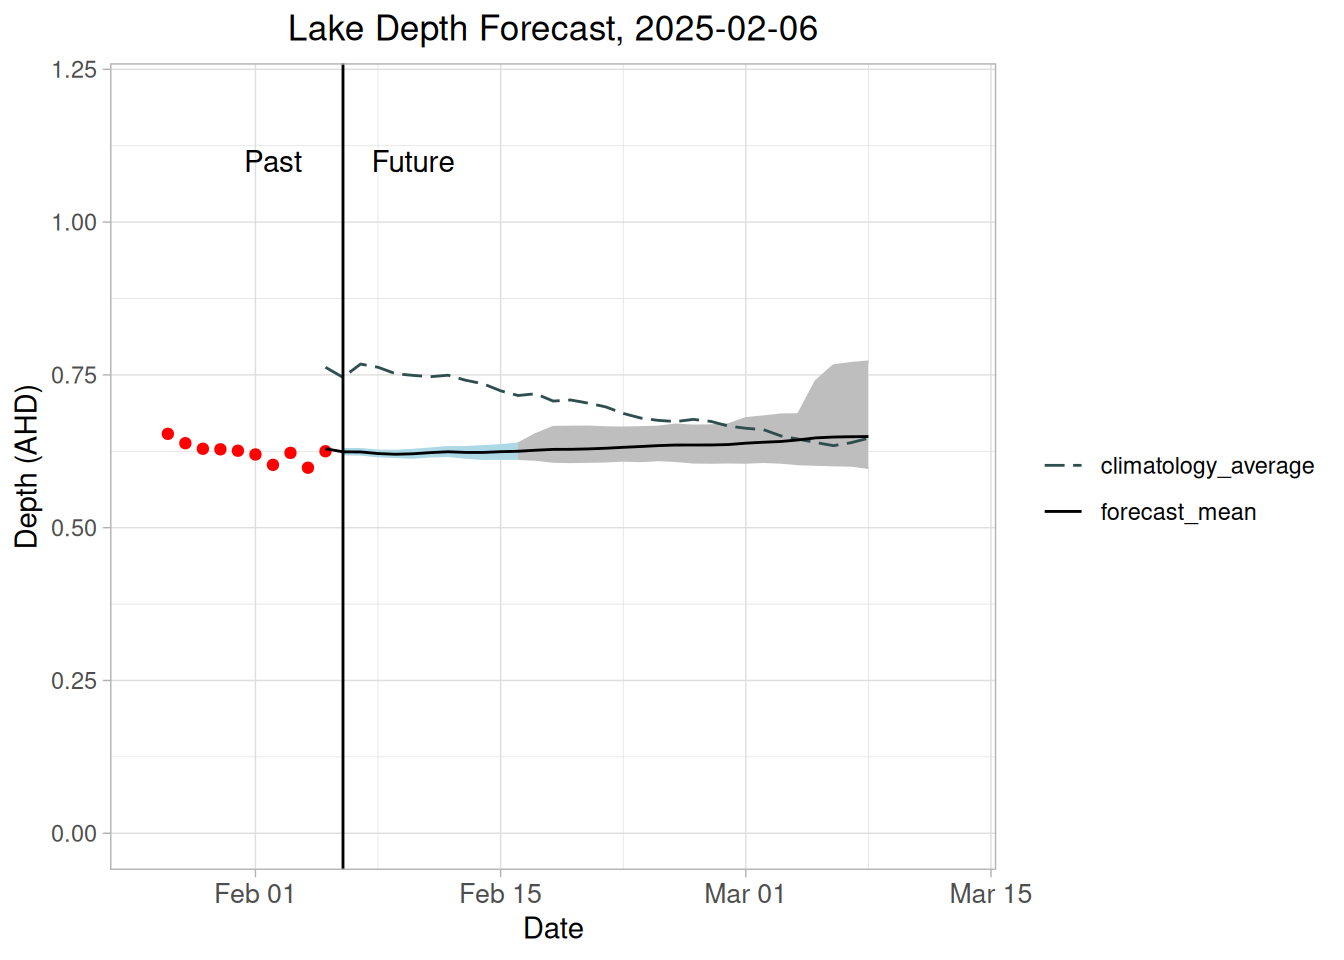 Lake Depth Forecast, 2025-02-06
1.25
Past
Future
1.00
0.75
0.50
0.25
0.00
Depth (AHD)
Feb 01
Feb 15
Mar 01
Mar 15
Date
climatology_average
forecast_mean